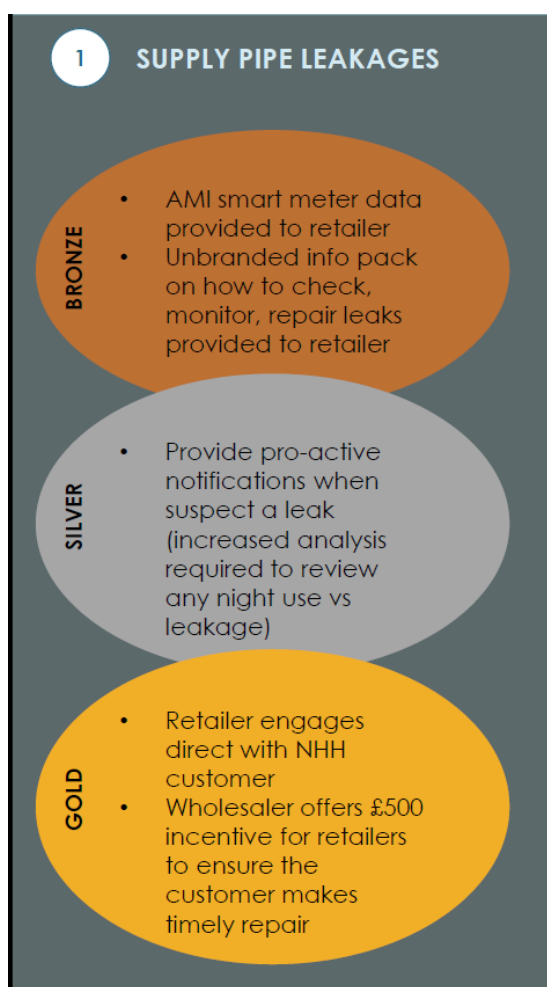 1 SUPPLY PIPE LEAKAGES
BRONZE
• AMI smart meter data
provided to retailer
• Unbranded info pack
on how to check,
monitor, repair leaks
provided to retailer
SILVER
• Provide pro-active
notifications when
suspect a leak
(increased analysis
required to review
any night use vs
leakage)
GOLD
• Retailer engages
direct with NHH
customer
• Wholesaler offers £500
incentive for retailers
to ensure the
customer makes
timely repair